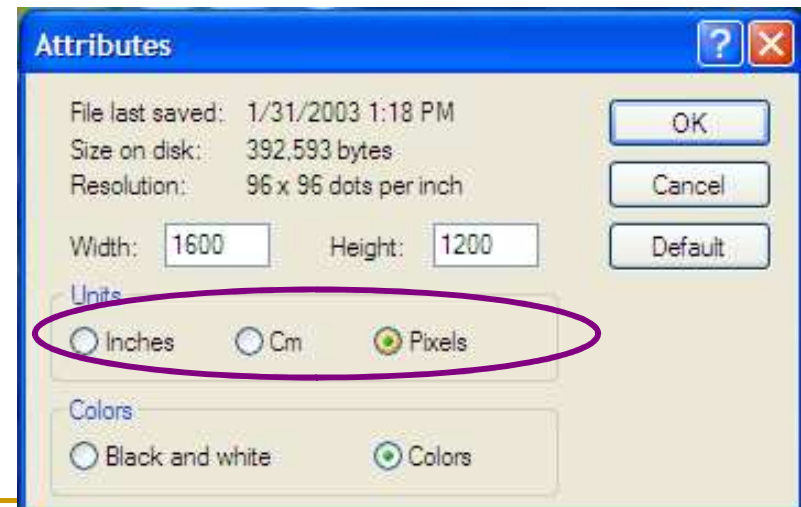 Attributes
File last saved: 1/31/2003 1:18 PM
OK
Size on disk: 392,593 bytes
Resolution: 96 x 96 dots per inch
Cancel
Width: 1600 Height: 1200
Default
Units
Inches Cm Pixels
Colors
Black and white Colors